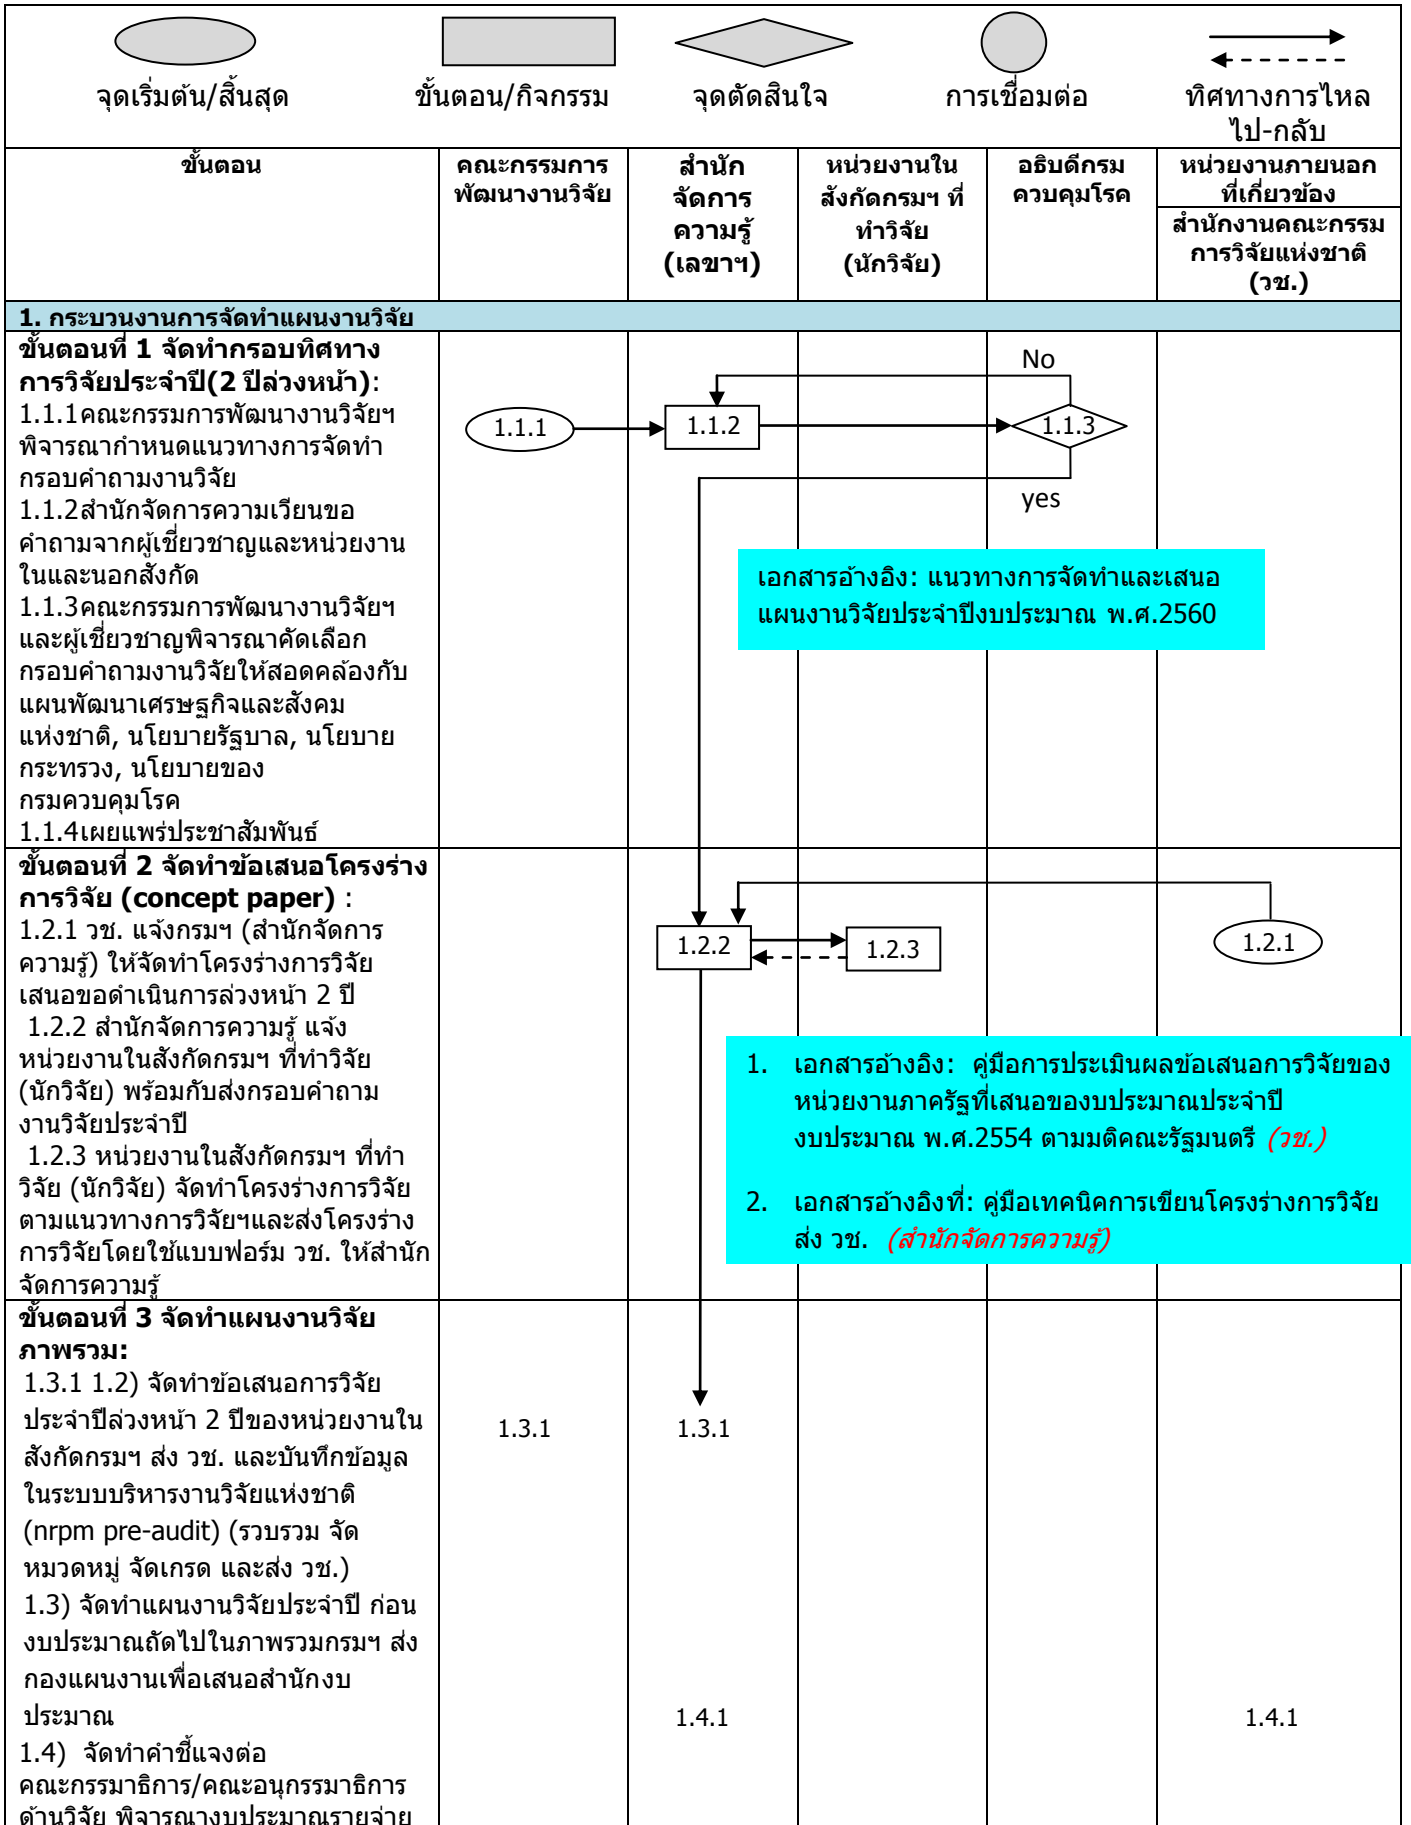 จุดเริ่มต้น/สิ้นสุด
ขั้นตอน/กิจกรรม
จุดตัดสินใจ
การเชื่อมต่อ
ทิศทางการไหล
ไป-กลับ
ขั้นตอน
คณะกรรมการ
พัฒนางานวิจัย
สำนัก
จัดการ
ความรู้
(เลขาฯ)
หน่วยงานใน
สังกัดกรมฯ ที่
ทำวิจัย
(นักวิจัย)
อธิบดีกรม
ควบคุมโรค
หน่วยงานภายนอก
ที่เกี่ยวข้อง
สำนักงานคณะกรรม
การวิจัยแห่งชาติ
(วช.)
1. กระบวนงานการจัดทำแผนงานวิจัย
ขั้นตอนที่ 1 จัดทำกรอบทิศทาง
การวิจัยประจำปี(2 ปีล่วงหน้า):
1.1.1คณะกรรมการพัฒนางานวิจัยฯ
พิจารณากำหนดแนวทางการจัดทำ
กรอบคำถามงานวิจัย
1.1.2สำนักจัดการความเวียนขอ
คำถามจากผู้เชี่ยวชาญและหน่วยงาน
ในและนอกสังกัด
1.1.3คณะกรรมการพัฒนางานวิจัยฯ
และผู้เชี่ยวชาญพิจารณาคัดเลือก
กรอบคำถามงานวิจัยให้สอดคล้องกับ
แผนพัฒนาเศรษฐกิจและสังคม
แห่งชาติ, นโยบายรัฐบาล, นโยบาย
กระทรวง, นโยบายของ
กรมควบคุมโรค
1.1.4เผยแพร่ประชาสัมพันธ์
1.1.1
1.1.2
No
1.1.3
yes
เอกสารอ้างอิง: แนวทางการจัดทำและเสนอ
แผนงานวิจัยประจำปีงบประมาณ พ.ศ.2560
ขั้นตอนที่ 2 จัดทำข้อเสนอโครงร่าง
การวิจัย (concept paper) :
1.2.1 วช. แจ้งกรมฯ (สำนักจัดการ
ความรู้) ให้จัดทำโครงร่างการวิจัย
เสนอขอดำเนินการล่วงหน้า 2 ปี
1.2.2 สำนักจัดการความรู้ แจ้ง
หน่วยงานในสังกัดกรมฯ ที่ทำวิจัย
(นักวิจัย) พร้อมกับส่งกรอบคำถาม
งานวิจัยประจำปี
1.2.3 หน่วยงานในสังกัดกรมฯ ที่ทำ
วิจัย (นักวิจัย) จัดทำโครงร่างการวิจัย
ตามแนวทางการวิจัยฯและส่งโครงร่าง
การวิจัยโดยใช้แบบฟอร์ม วช. ให้สำนัก
จัดการความรู้
1.2.2
1.2.3
1.2.1
1. เอกสารอ้างอิง: คู่มือการประเมินผลข้อเสนอการวิจัยของ
หน่วยงานภาครัฐที่เสนอของบประมาณประจำปี
งบประมาณ พ.ศ.2554 ตามมติคณะรัฐมนตรี (วช.)
2. เอกสารอ้างอิงที่: คู่มือเทคนิคการเขียนโครงร่างการวิจัย
ส่ง วช. (สำนักจัดการความรู้)
ขั้นตอนที่ 3 จัดทำแผนงานวิจัย
ภาพรวม:
1.3.1 1.2) จัดทำข้อเสนอการวิจัย
ประจำปีล่วงหน้า 2 ปีของหน่วยงานใน
สังกัดกรมฯ ส่ง วช. และบันทึกข้อมูล
ในระบบบริหารงานวิจัยแห่งชาติ
(nrpm pre-audit) (รวบรวม จัด
หมวดหมู่ จัดเกรด และส่ง วช.)
1.3) จัดทำแผนงานวิจัยประจำปี ก่อน
งบประมาณถัดไปในภาพรวมกรมฯ ส่ง
กองแผนงานเพื่อเสนอสำนักงบ
ประมาณ
1.4) จัดทำคำชี้แจงต่อ
คณะกรรมาธิการ/คณะอนุกรรมาธิการ
ด้านวิจัย พิจารณางบประมาณรายจ่าย
1.3.1
1.3.1
1.4.1
1.4.1